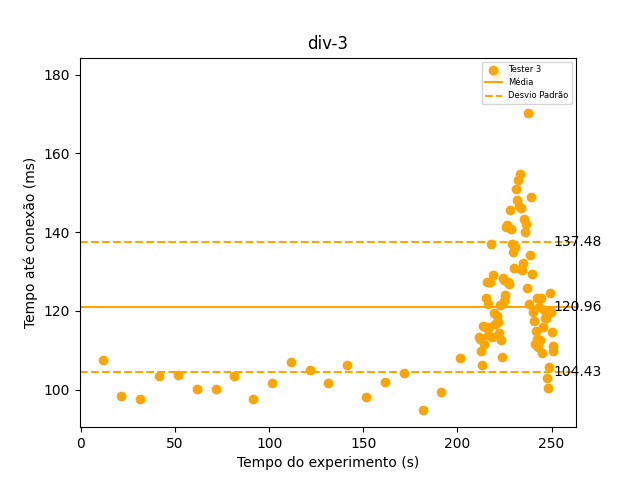 div-3
Tempo até conexão (ms)
180
160
140
120
100
Tester 3
Média
Desvio Padrão
137.48
120.96
104.43
0 50 100 150 200 250
Tempo do experimento (s)